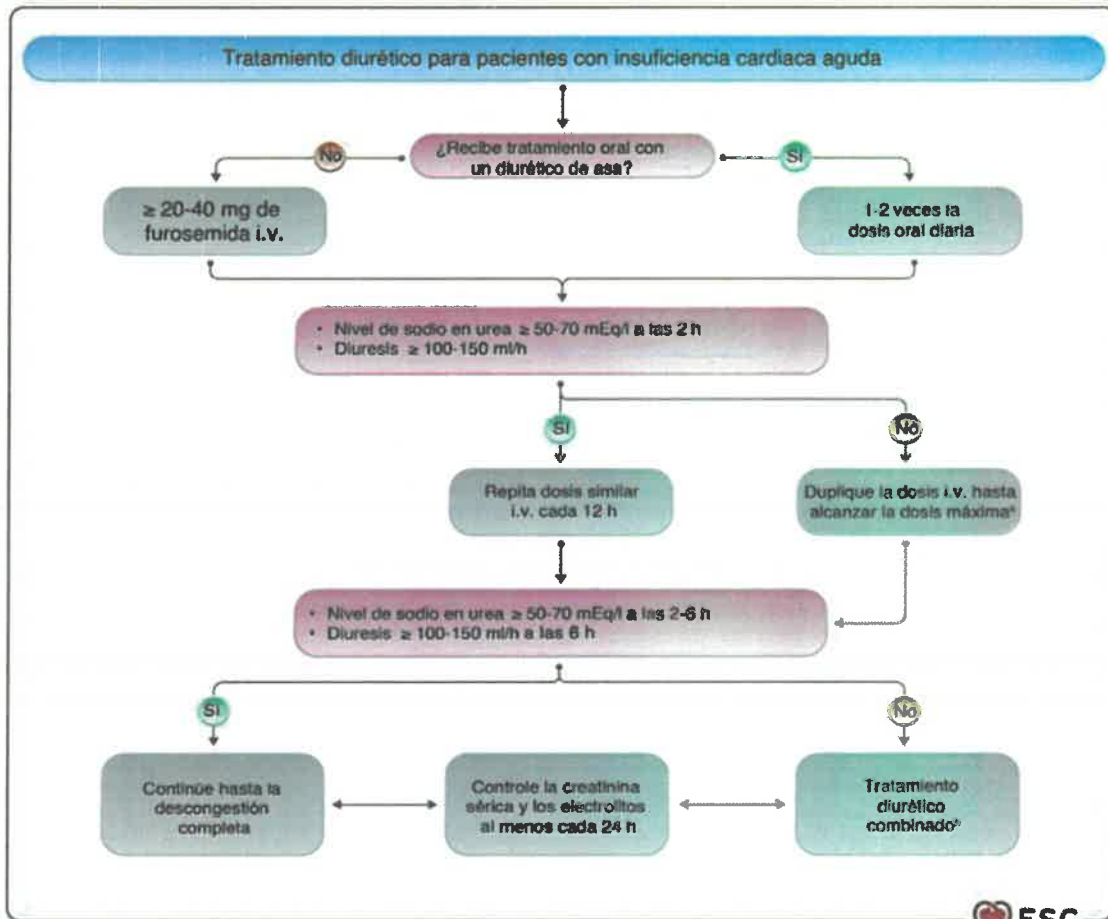 Tratamiento diurético para pacientes con insuficiencia cardiaca aguda
¿Recibe tratamiento oral con
un diurético de asa?
No
Sí
≥ 20-40 mg de
furosemida i.v.
1-2 veces la
dosis oral diaria
• Nivel de sodio en urea ≥ 50-70 mEq/l a las 2 h
• Diuresis ≥ 100-150 ml/h
Sí
No
Repita dosis similar
i.v. cada 12 h
Duplique la dosis i.v. hasta
alcanzar la dosis máximaª
• Nivel de sodio en urea ≥ 50-70 mEq/l a las 2-6 h
• Diuresis ≥ 100-150 ml/h a las 6 h
Sí
No
Continúe hasta la
descongestión
completa
Controle la creatinina
sérica y los electrolitos
al menos cada 24 h
Tratamiento
diurético
combinado
ESC